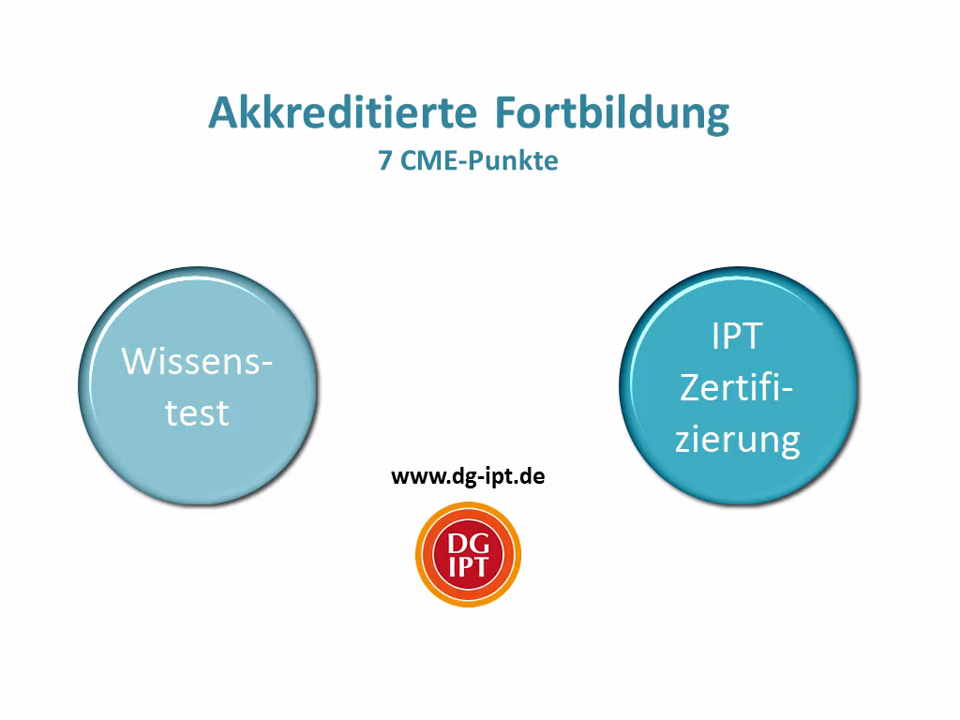 Akkreditierte Fortbildung
7 CME-Punkte
Wissens-
test
IPT
Zertifi-
zierung
www.dg-ipt.de
DG
IPT